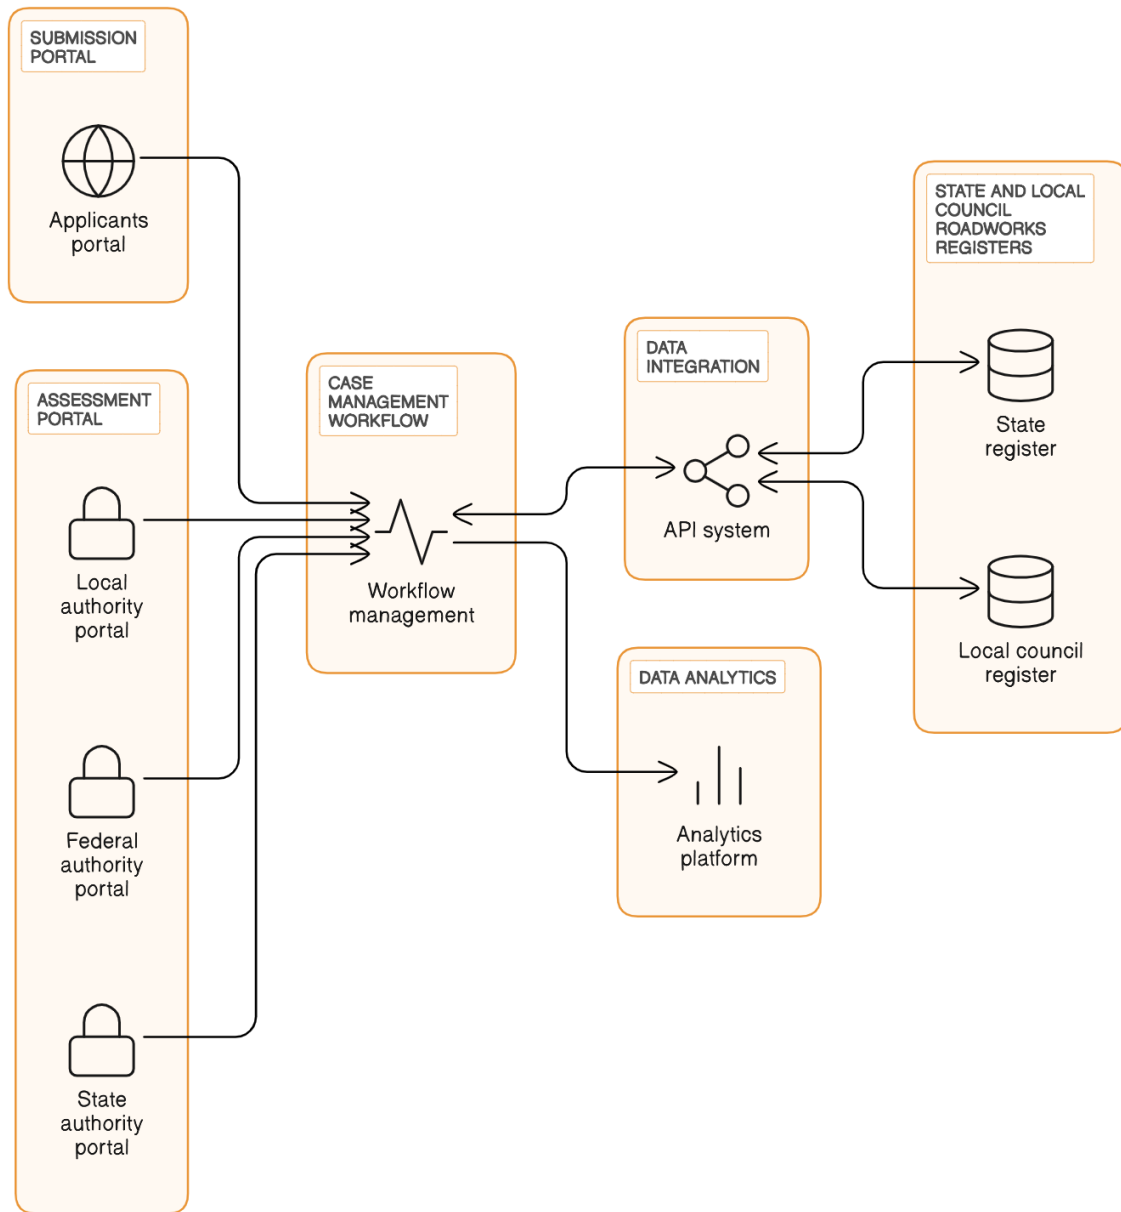 SUBMISSION
PORTAL
Applicants
portal
ASSESSMENT
PORTAL
Local
authority
portal
Federal
authority
portal
State
authority
portal
CASE
MANAGEMENT
WORKFLOW
Workflow
management
DATA
INTEGRATION
API system
DATA ANALYTICS
Analytics
platform
STATE AND LOCAL
COUNCIL
ROADWORKS
REGISTERS
State
register
Local council
register